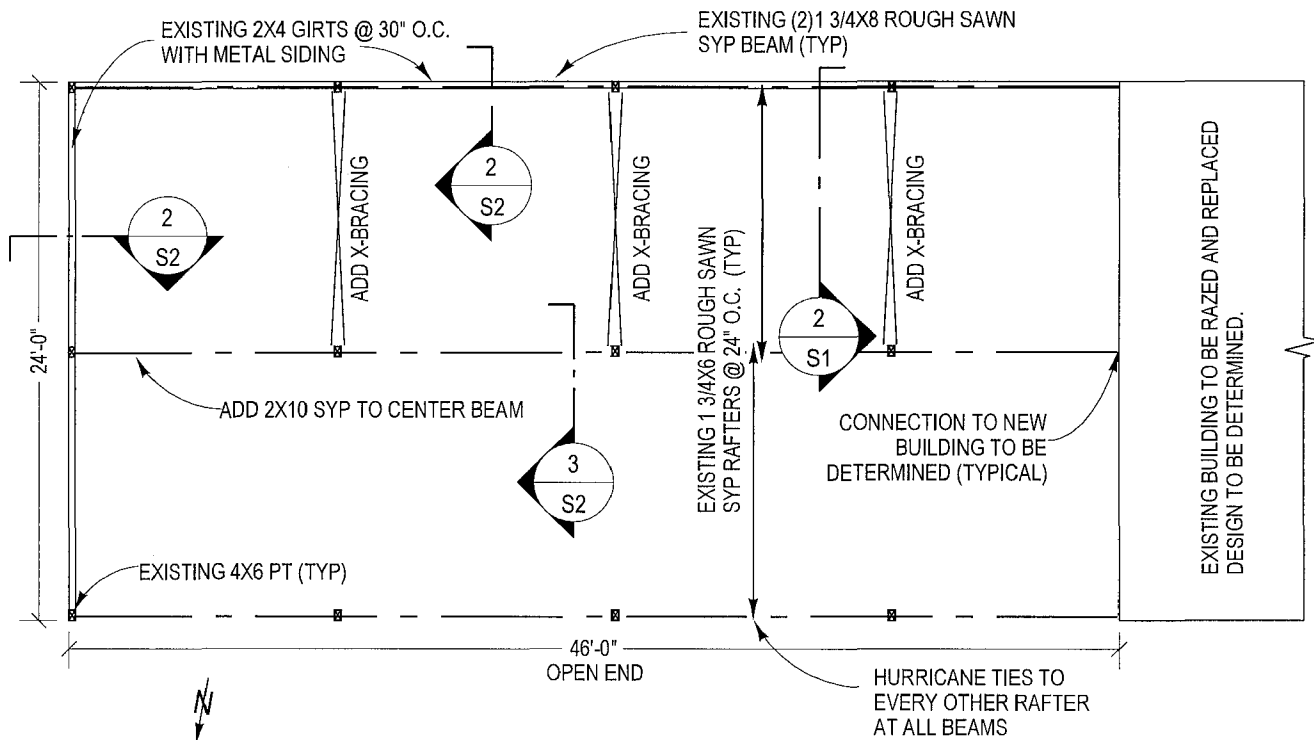 EXISTING 2X4 GIRTS @ 30" O.C.
WITH METAL SIDING
EXISTING (2)1 3/4X8 ROUGH SAWN
SYP BEAM (TYP)
2
S2
2
S2
ADD X-BRACING
ADD X-BRACING
ADD X-BRACING
24'-0"
EXISTING 1 3/4X6 ROUGH SAWN
SYP RAFTERS @ 24" O.C. (TYP)
2
S1
EXISTING BUILDING TO BE RAZED AND REPLACED
DESIGN TO BE DETERMINED.
ADD 2X10 SYP TO CENTER BEAM
CONNECTION TO NEW
BUILDING TO BE
DETERMINED (TYPICAL)
3
S2
EXISTING 4X6 PT (TYP)
46'-0"
OPEN END
HURRICANE TIES TO
EVERY OTHER RAFTER
AT ALL BEAMS
N